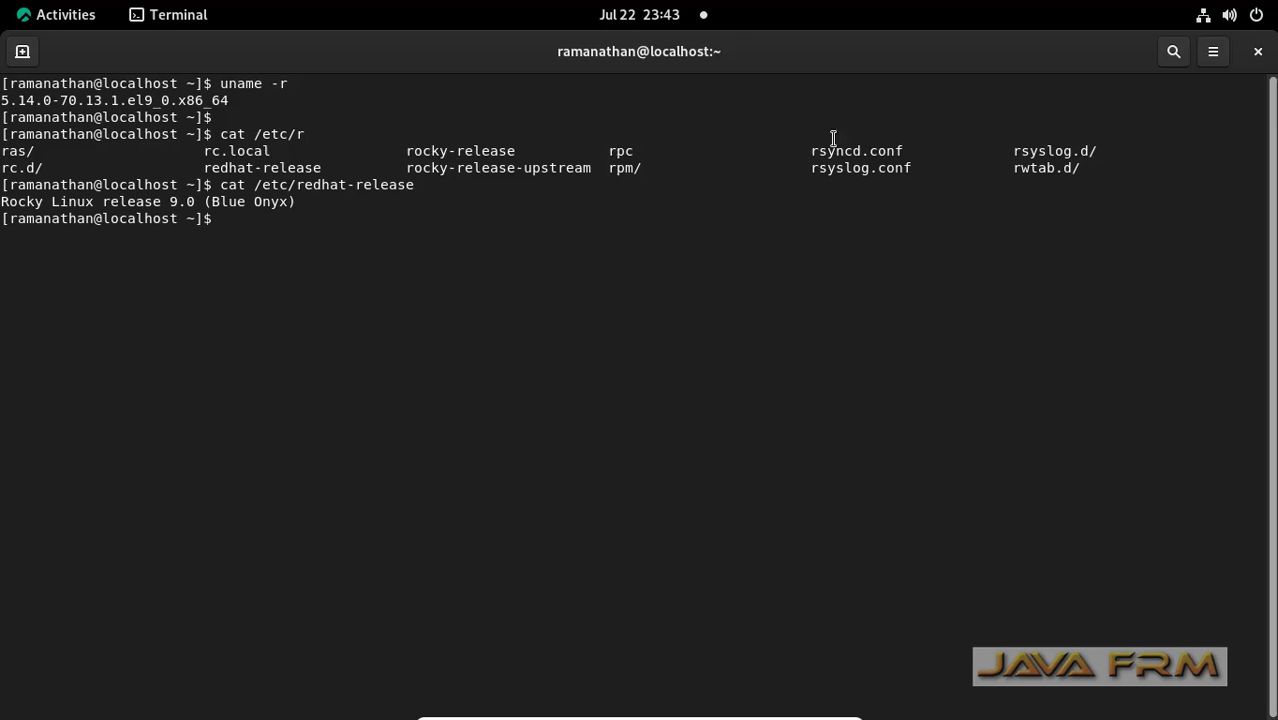 Activities Terminal Jul 22 23:43
ramanathan@localhost:~
[ramanathan@localhost ~]$ uname -r
5.14.0-70.13.1.el9_0.x86_64
[ramanathan@localhost ~]$
[ramanathan@localhost ~]$ cat /etc/r
ras/ rc.local rocky-release rpc rsyncd.conf rsyslog.d/
rc.d/ redhat-release rocky-release-upstream rpm/ rsyslog.conf rwtab.d/
[ramanathan@localhost ~]$ cat /etc/redhat-release
Rocky Linux release 9.0 (Blue Onyx)
[ramanathan@localhost ~]$
JAVA FRM